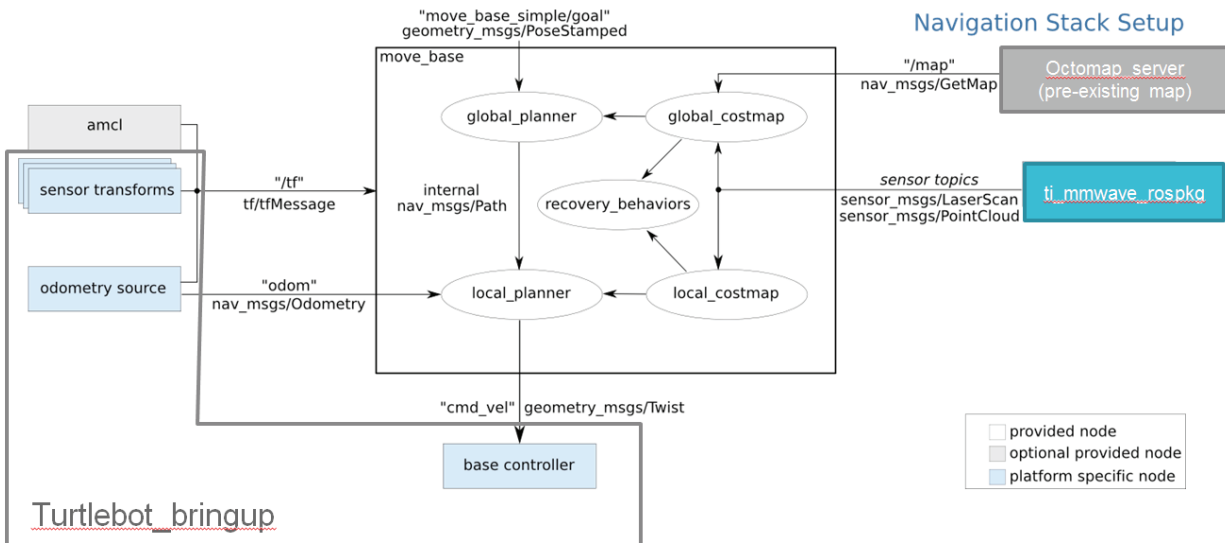 Navigation Stack Setup
"move_base_simple/goal"
geometry_msgs/PoseStamped
move_base
"/map"
nav_msgs/GetMap
Octomap_server
(pre-existing map)
amcl
global_planner
global_costmap
sensor transforms
"/tf"
tf/tfMessage
internal
nav_msgs/Path
recovery_behaviors
sensor topics
sensor_msgs/LaserScan
sensor_msgs/PointCloud
ti_mmwave_rospkg
odometry source
"odom"
nav_msgs/Odometry
local_planner
local_costmap
"cmd_vel" geometry_msgs/Twist
base controller
provided node
optional provided node
platform specific node
Turtlebot_bringup